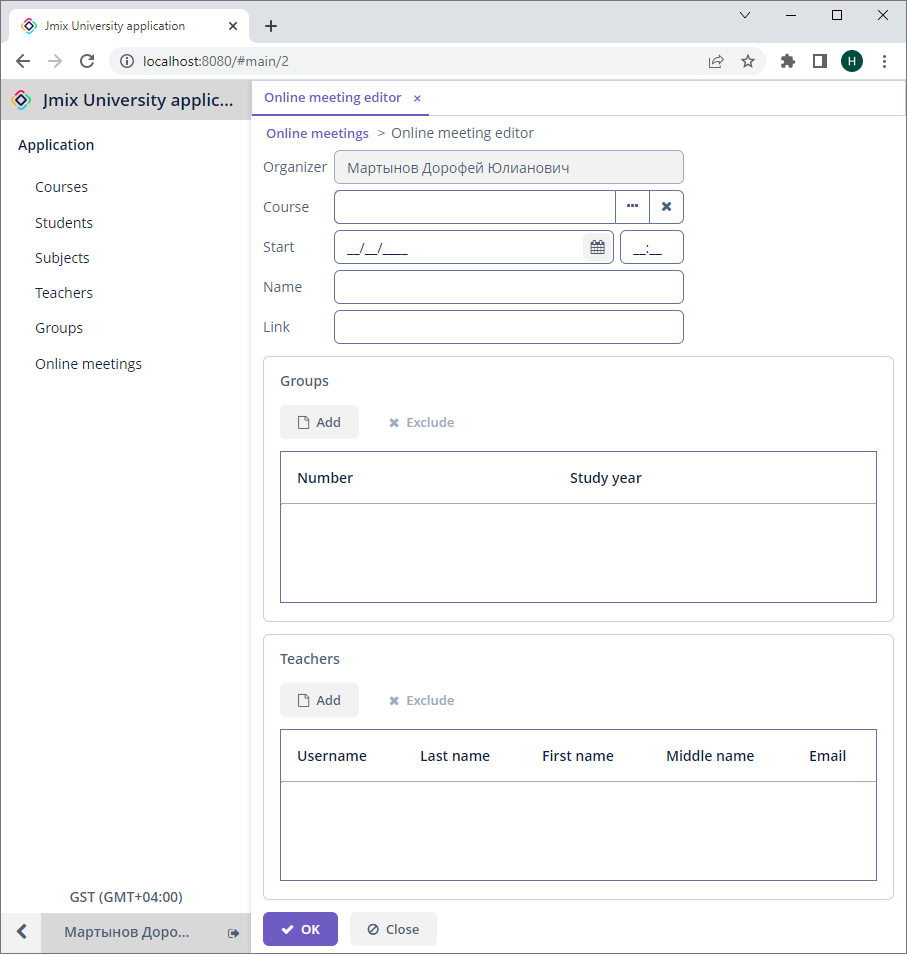 Jmix University application
localhost:8080/#main/2
H
Jmix University applic...
Online meeting editor
Application
Courses
Students
Subjects
Teachers
Groups
Online meetings
GST (GMT+04:00)
Мартынов Доро...
Online meetings > Online meeting editor
Organizer Мартынов Дорофей Юлианович
Course
Start __/__/____ __:__
Name
Link
Groups
Add Exclude
Number Study year
Teachers
Add Exclude
Username Last name First name Middle name Email
OK Close